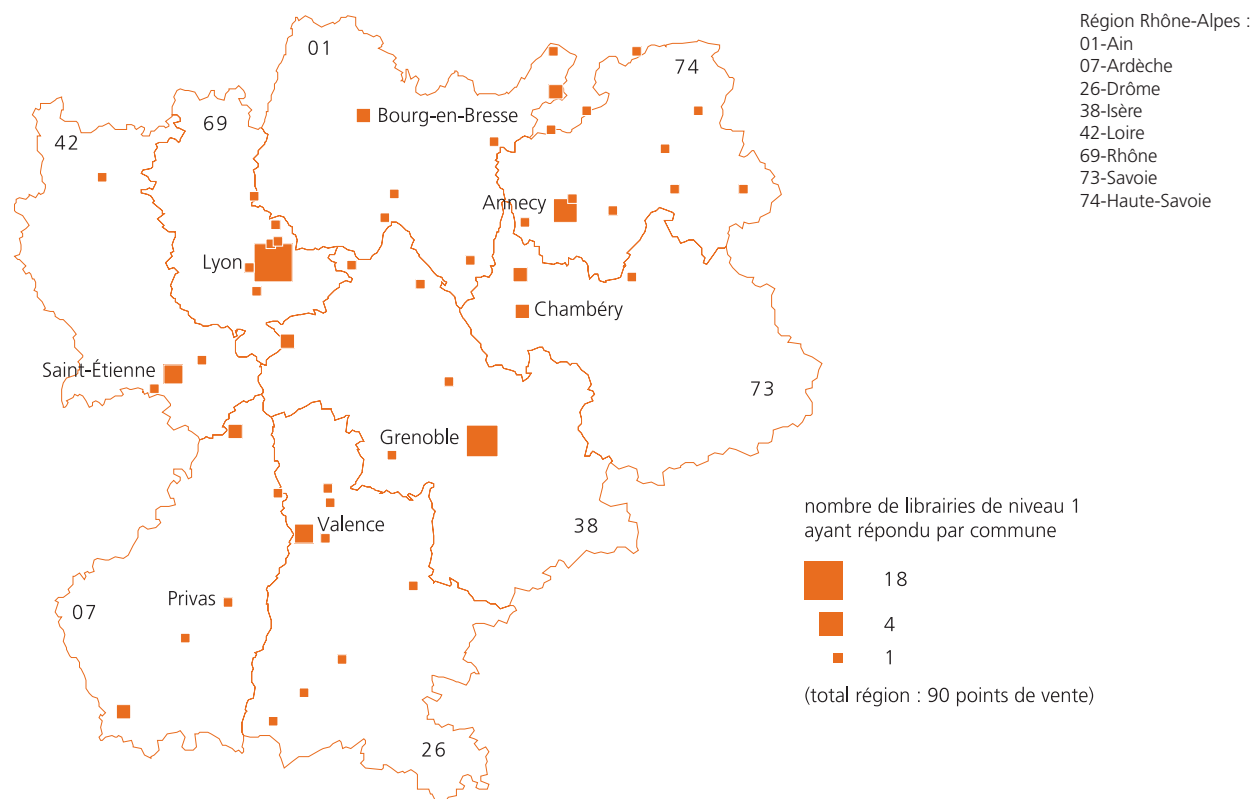 Région Rhône-Alpes :
01-Ain
07-Ardèche
26-Drôme
38-Isère
42-Loire
69-Rhône
73-Savoie
74-Haute-Savoie
01
74
Bourg-en-Bresse
69
42
Annecy
Lyon
Chambéry
Saint-Étienne
73
Grenoble
Valence
38
Privas
07
26
nombre de librairies de niveau 1
ayant répondu par commune
18
4
1
(total région : 90 points de vente)